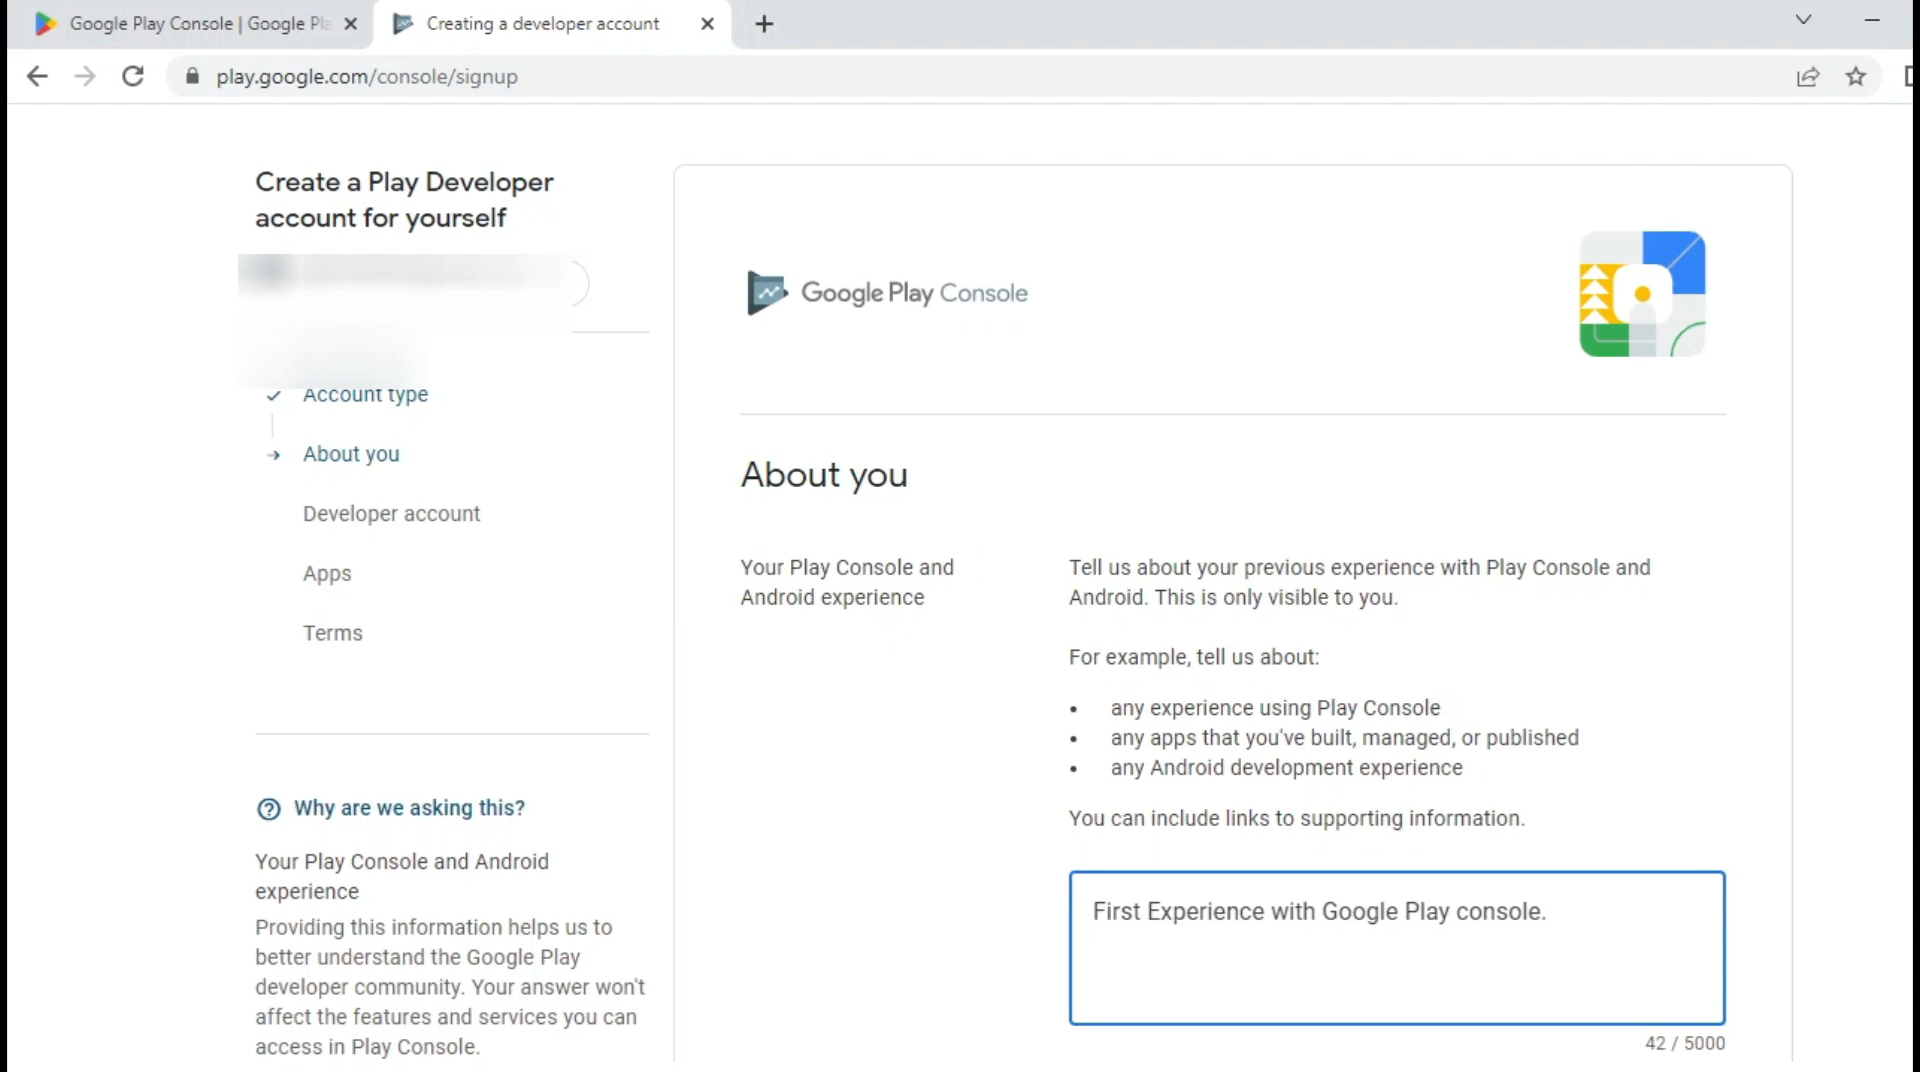 Google Play Console | Google Pla
Creating a developer account
play.google.com/console/signup
Create a Play Developer
account for yourself
Account type
About you
Developer account
Apps
Terms
Why are we asking this?
Your Play Console and Android
experience
Providing this information helps us to
better understand the Google Play
developer community. Your answer won't
affect the features and services you can
access in Play Console.
Google Play Console
About you
Your Play Console and
Android experience
Tell us about your previous experience with Play Console and
Android. This is only visible to you.
For example, tell us about:
• any experience using Play Console
• any apps that you've built, managed, or published
• any Android development experience
You can include links to supporting information.
First Experience with Google Play console.
42 / 5000